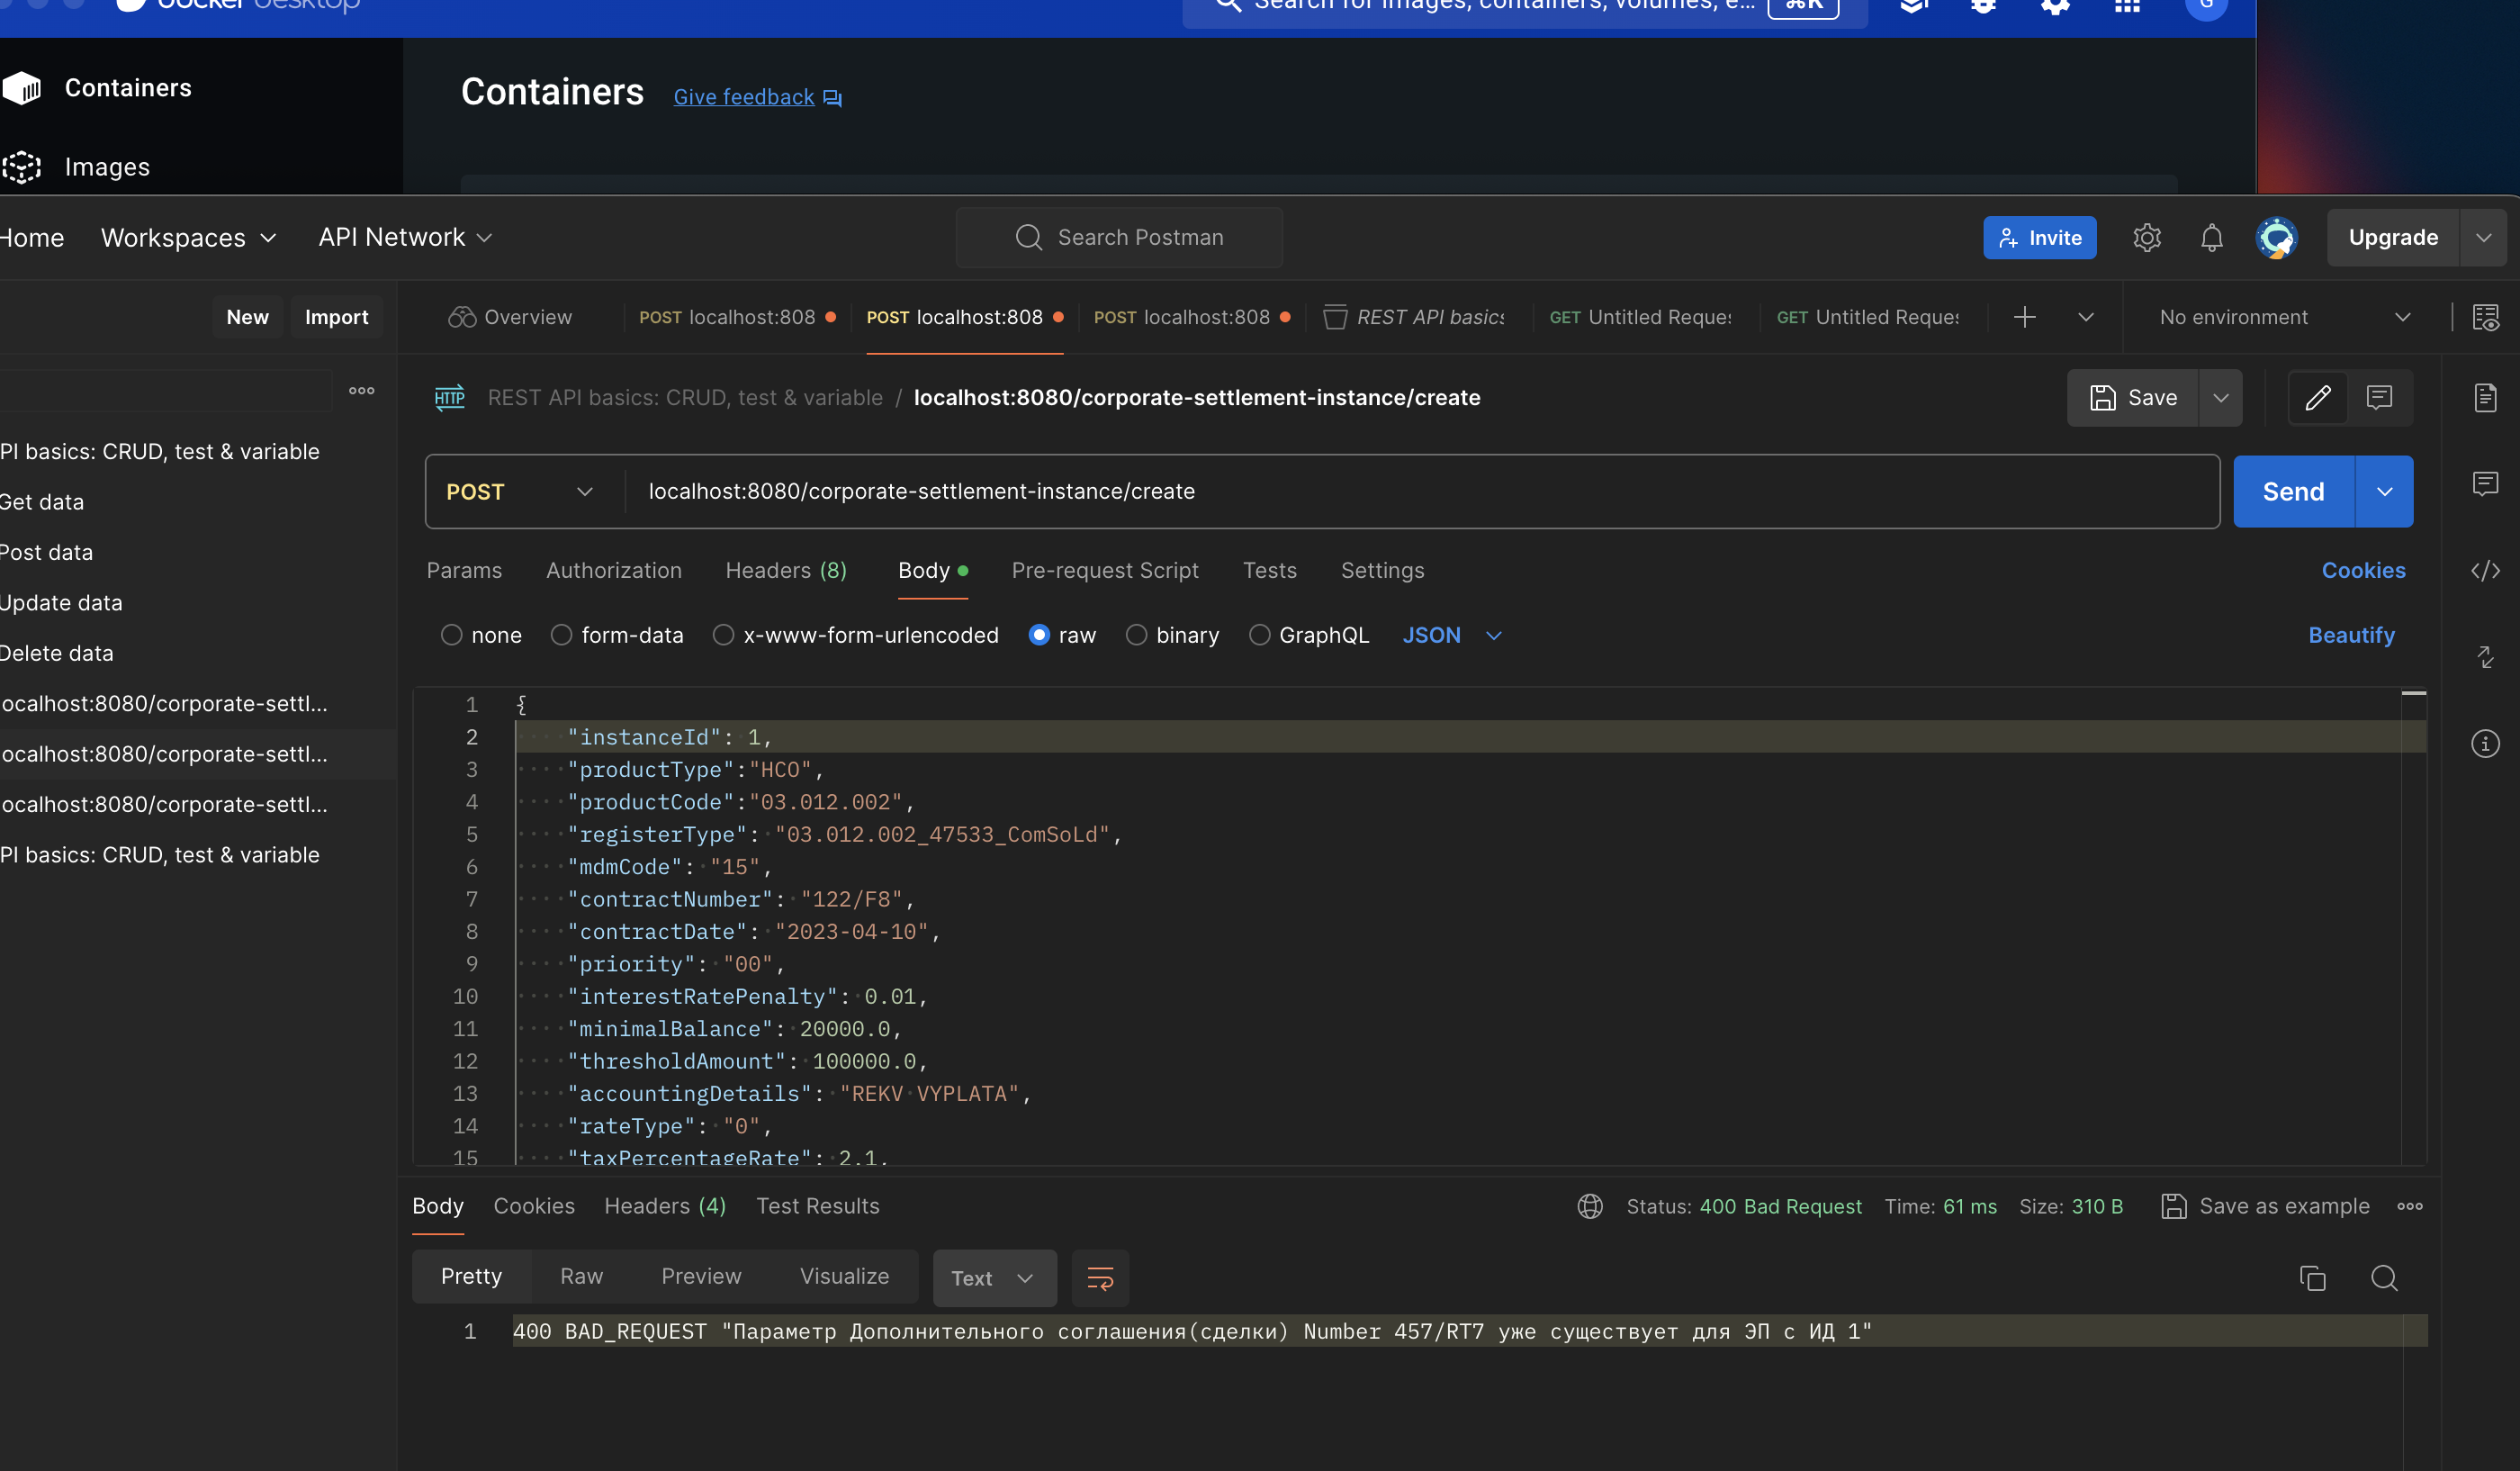 docker desktop
Search for images, containers, volumes, e... ⌘K
G
Containers
Containers Give feedback
Images
Home Workspaces API Network
Search Postman
Invite
Upgrade
New Import
Overview
POST localhost:808
POST localhost:808
POST localhost:808
REST API basics
GET Untitled Reque
GET Untitled Reque
No environment
REST API basics: CRUD, test & variable / localhost:8080/corporate-settlement-instance/create
Save
PI basics: CRUD, test & variable
Get data
Post data
Update data
Delete data
ocalhost:8080/corporate-settl...
ocalhost:8080/corporate-settl...
ocalhost:8080/corporate-settl...
PI basics: CRUD, test & variable
POST localhost:8080/corporate-settlement-instance/create
Send
Params Authorization Headers (8) Body Pre-request Script Tests Settings
Cookies
none form-data x-www-form-urlencoded raw binary GraphQL JSON
Beautify
1 {
2 "instanceId": 1,
3 "productType":"HCO",
4 "productCode":"03.012.002",
5 "registerType": "03.012.002_47533_ComSoLd",
6 "mdmCode": "15",
7 "contractNumber": "122/F8",
8 "contractDate": "2023-04-10",
9 "priority": "00",
10 "interestRatePenalty": 0.01,
11 "minimalBalance": 20000.0,
12 "thresholdAmount": 100000.0,
13 "accountingDetails": "REKV VYPLATA",
14 "rateType": "0",
15 "taxPercentageRate": 2.1,
Body Cookies Headers (4) Test Results
Status: 400 Bad Request Time: 61 ms Size: 310 B
Save as example
Pretty Raw Preview Visualize Text
1 400 BAD_REQUEST "Параметр Дополнительного соглашения(сделки) Number 457/RT7 уже существует для ЭП с ИД 1"